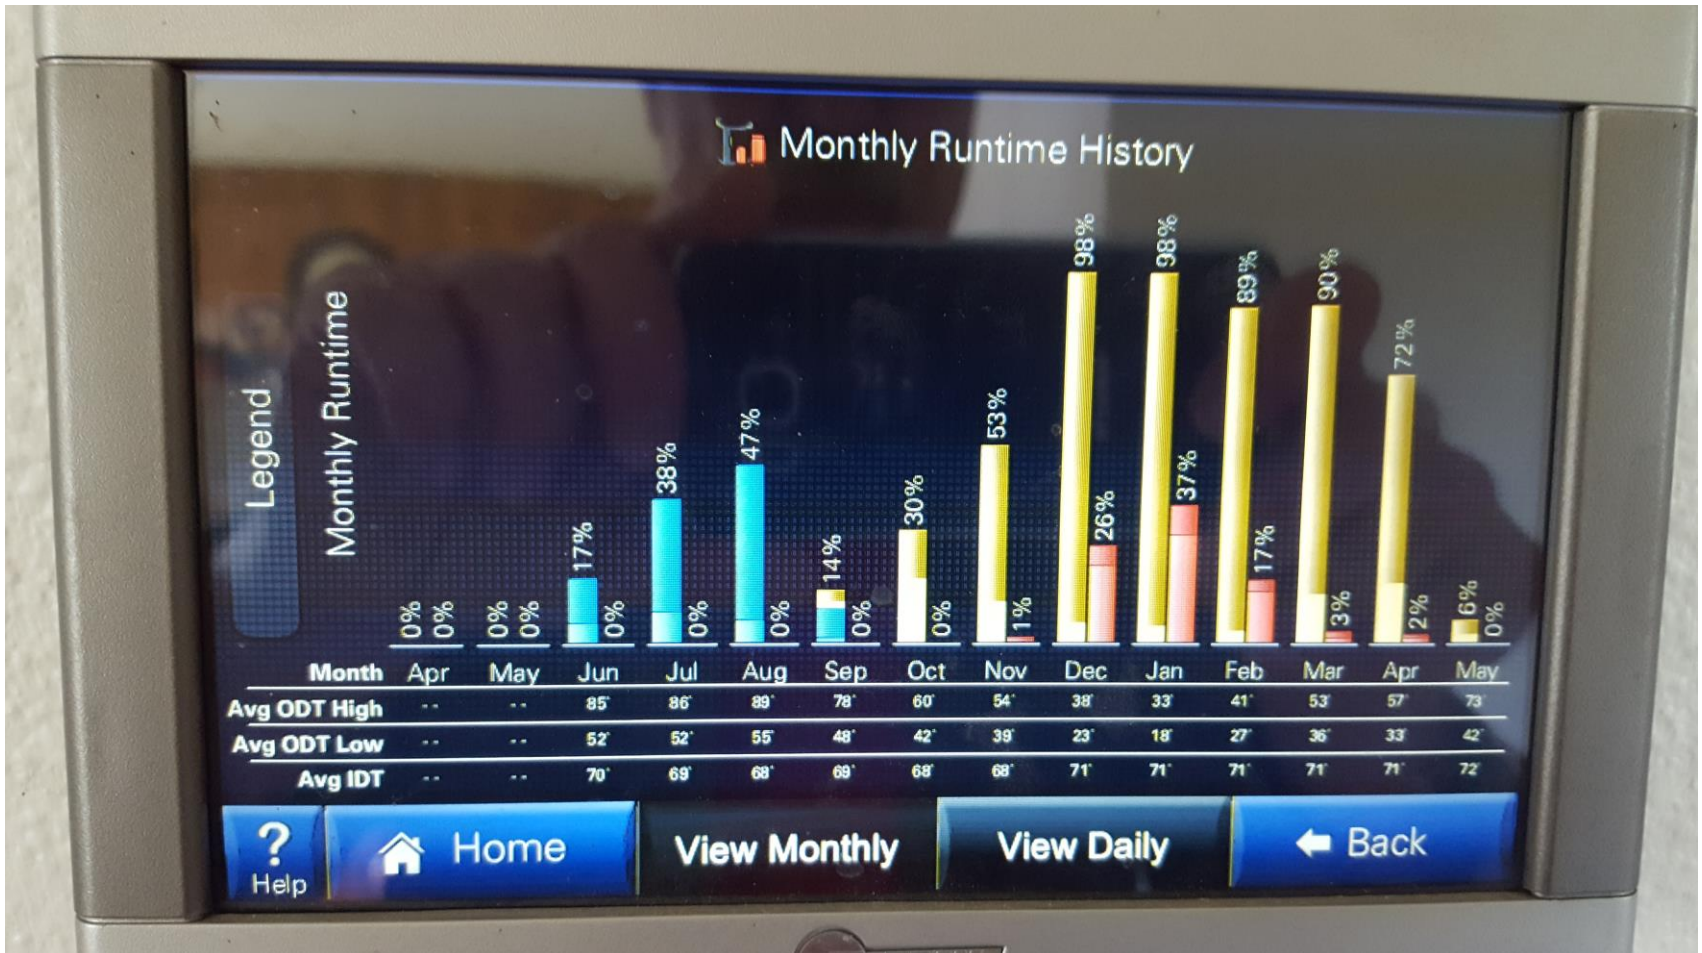 Monthly Runtime History
Legend
Monthly Runtime
0% 0% 0% 0% 17% 0% 38% 0% 47% 0% 14% 0% 30% 0% 53% 1% 98% 26% 98% 37% 89% 17% 90% 3% 72% 2% 6% 0%
Month Apr May Jun Jul Aug Sep Oct Nov Dec Jan Feb Mar Apr May
Avg ODT High -- -- 85° 86° 89° 78° 60° 54° 38° 33° 41° 53° 57° 73°
Avg ODT Low -- -- 52° 52° 55° 48° 42° 39° 23° 18° 27° 36° 33° 42°
Avg IDT -- -- 70° 69° 68° 69° 68° 68° 71° 71° 71° 71° 71° 72°
? Help Home View Monthly View Daily Back